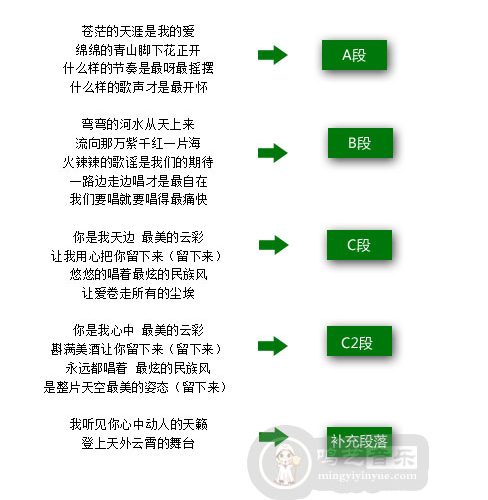 苍茫的天涯是我的爱
绵绵的青山脚下花正开
什么样的节奏是最呀最摇摆
什么样的歌声才是最开怀
A段
弯弯的河水从天上来
流向那万紫千红一片海
火辣辣的歌谣是我们的期待
一路边走边唱才是最自在
我们要唱就要唱得最痛快
B段
你是我天边 最美的云彩
让我用心把你留下来（留下来）
悠悠的唱着最炫的民族风
让爱卷走所有的尘埃
C段
你是我心中 最美的云彩
斟满美酒让你留下来（留下来）
永远都唱着 最炫的民族风
是整片天空最美的姿态（留下来）
C2段
我听见你心中动人的天籁
登上天外云霄的舞台
补充段落
鸣艺音乐
mingyiyinyue.com